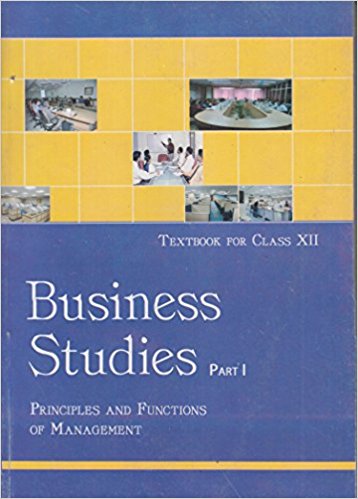 TEXTBOOK FOR CLASS XII
Business
Studies PART I
PRINCIPLES AND FUNCTIONS
OF MANAGEMENT